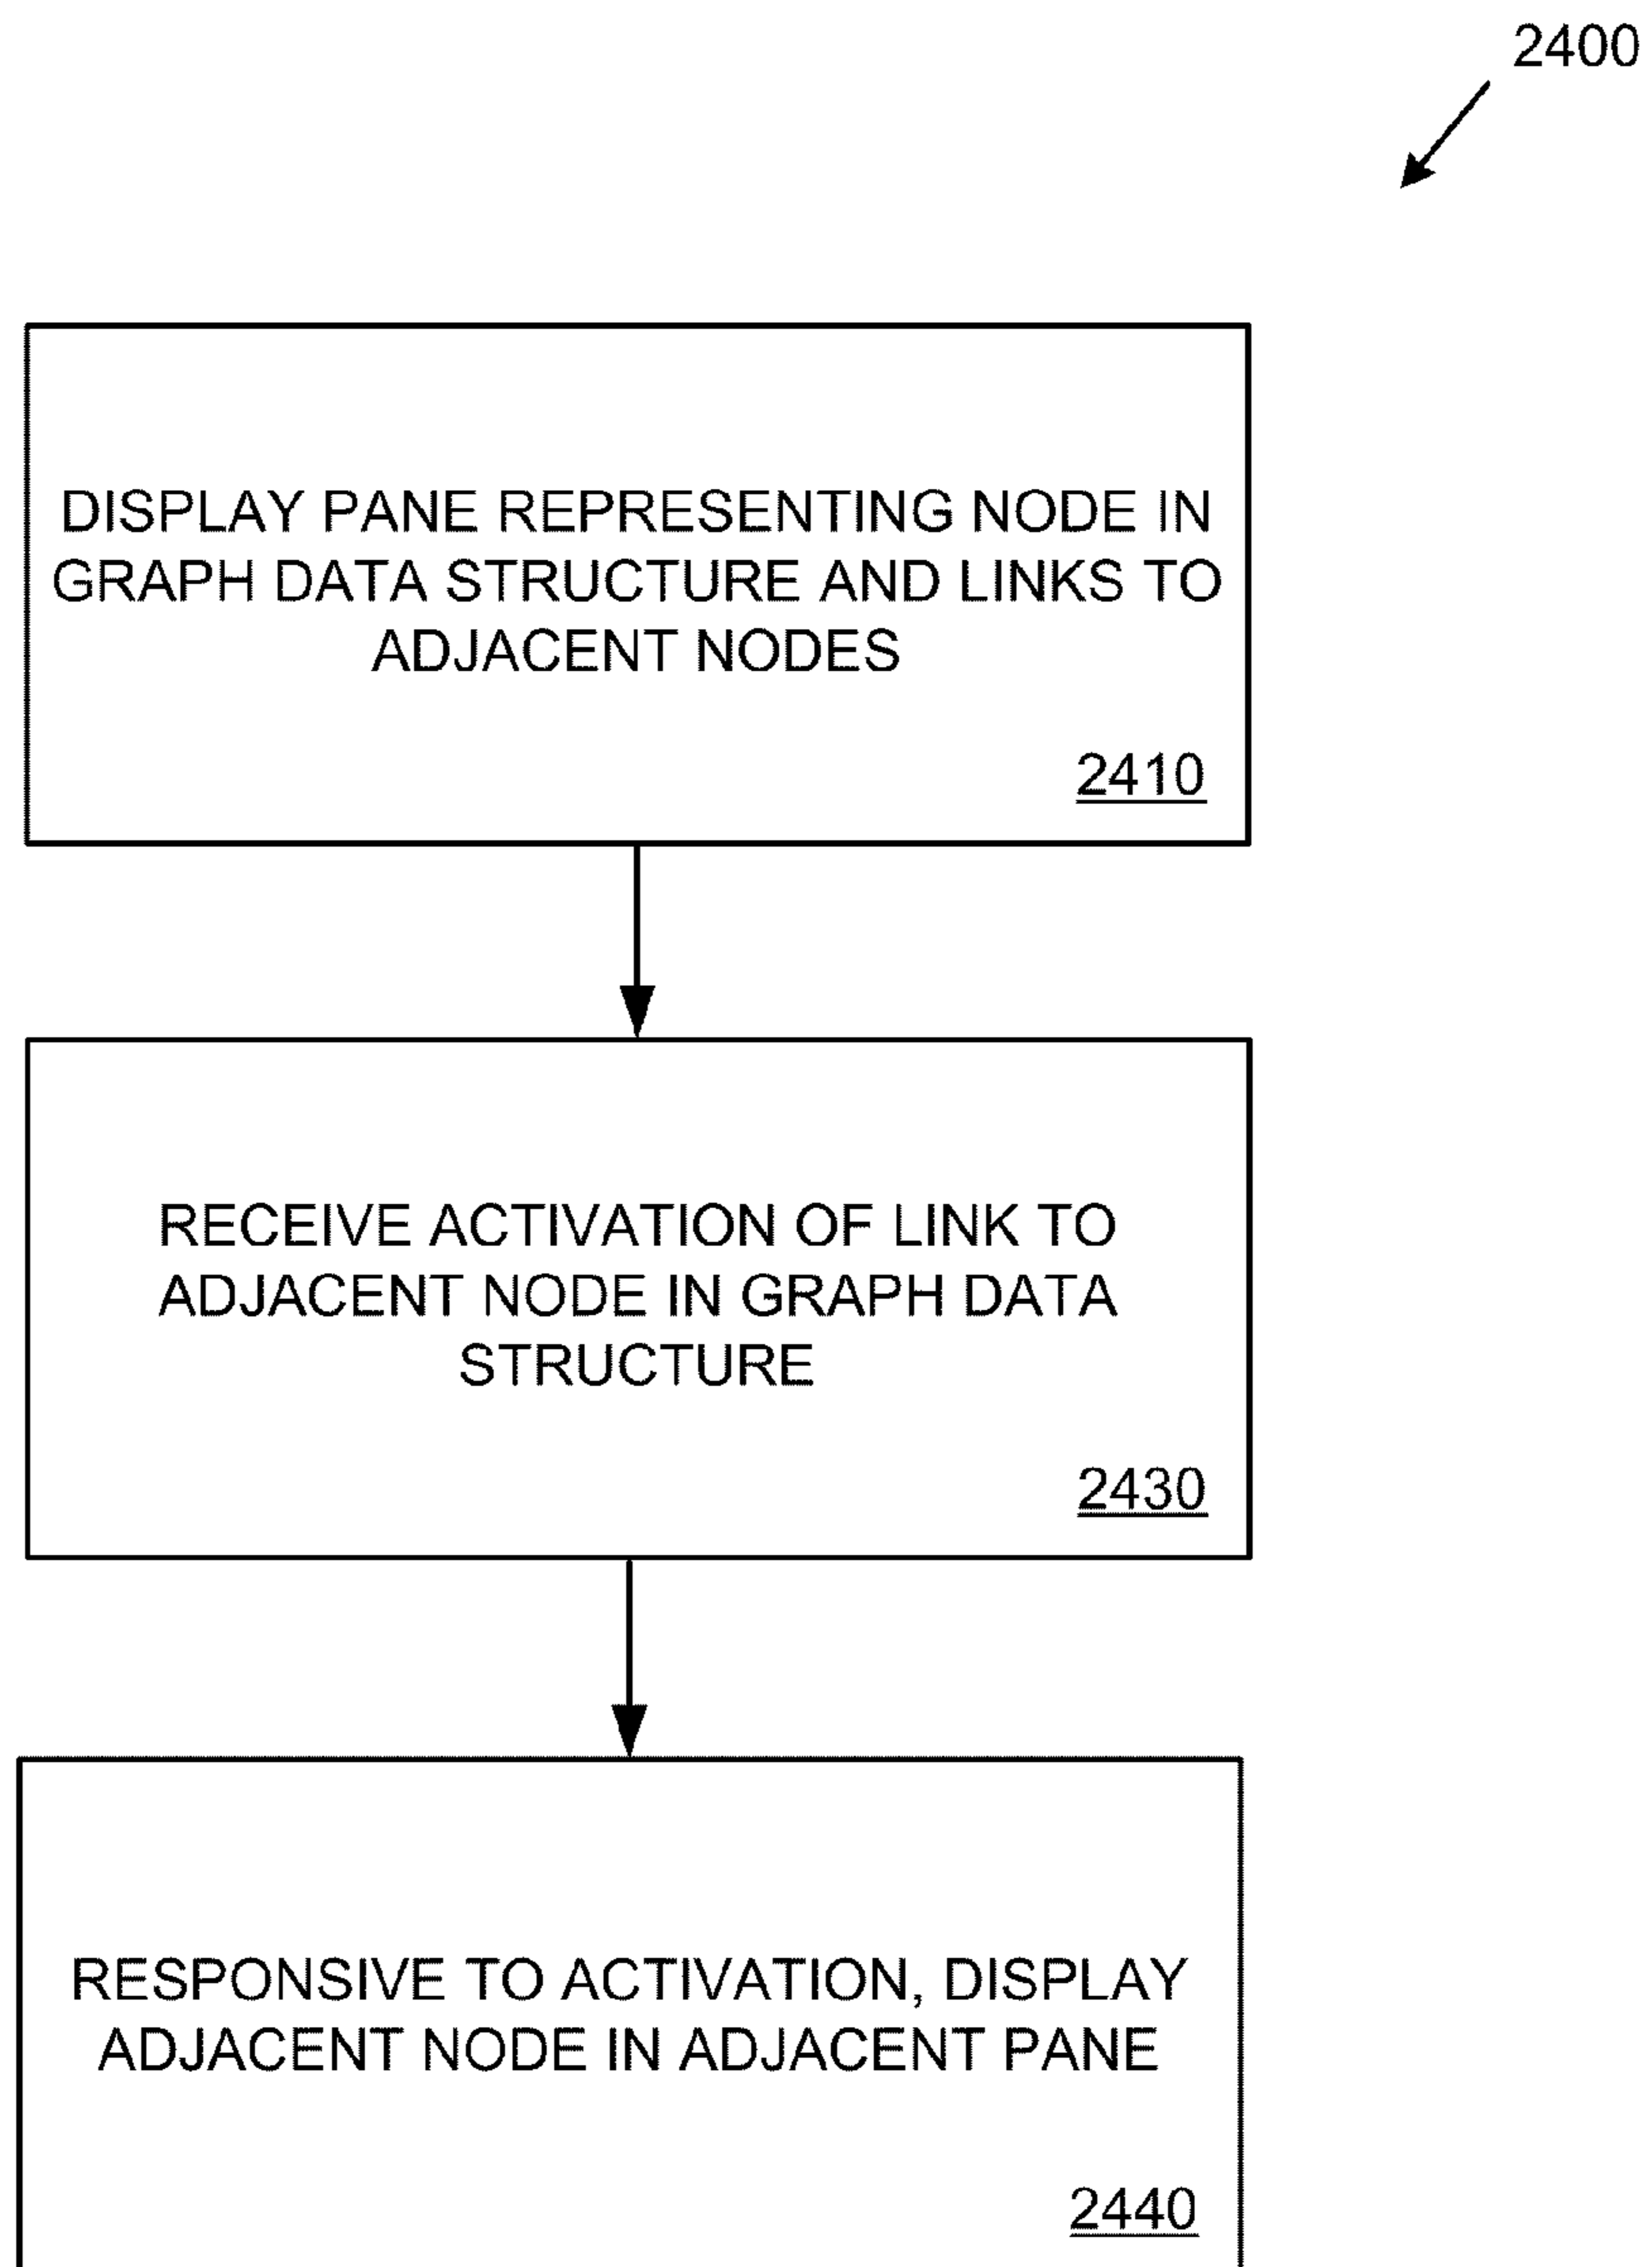 2400
DISPLAY PANE REPRESENTING NODE IN
GRAPH DATA STRUCTURE AND LINKS TO
ADJACENT NODES
2410
RECEIVE ACTIVATION OF LINK TO
ADJACENT NODE IN GRAPH DATA
STRUCTURE
2430
RESPONSIVE TO ACTIVATION, DISPLAY
ADJACENT NODE IN ADJACENT PANE
2440